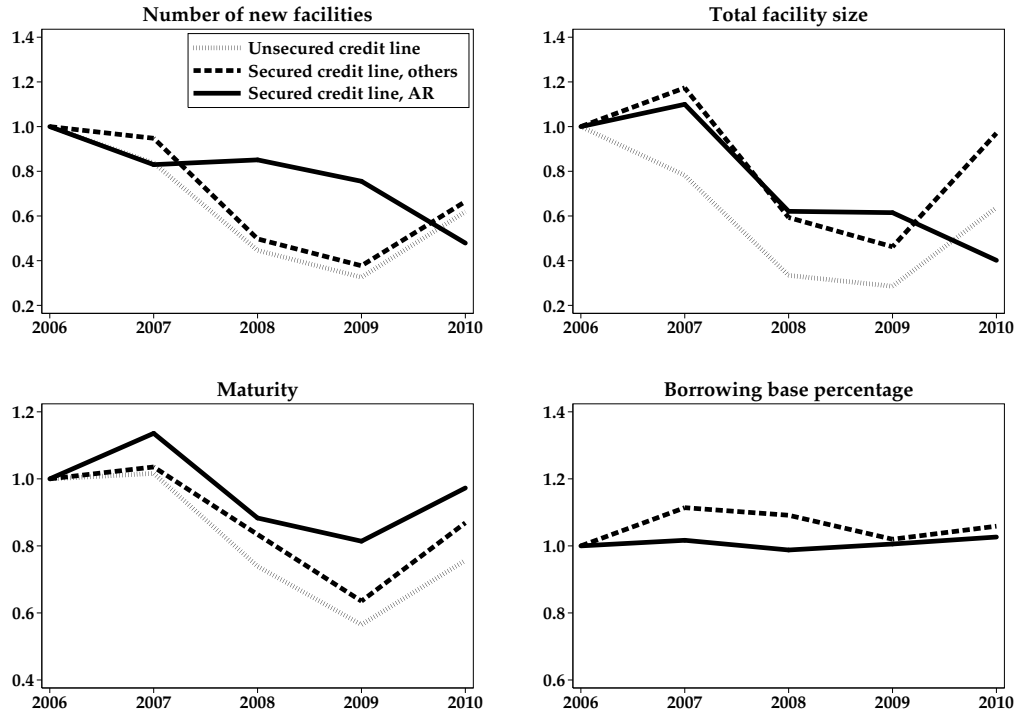 Number of new facilities
1.4
1.2
1.0
0.8
0.6
0.4
0.2
Unsecured credit line
Secured credit line, others
Secured credit line, AR
2006 2007 2008 2009 2010
Total facility size
1.4
1.2
1.0
0.8
0.6
0.4
0.2
2006 2007 2008 2009 2010
Maturity
1.2
1.0
0.8
0.6
0.4
2006 2007 2008 2009 2010
Borrowing base percentage
1.4
1.2
1.0
0.8
0.6
2006 2007 2008 2009 2010